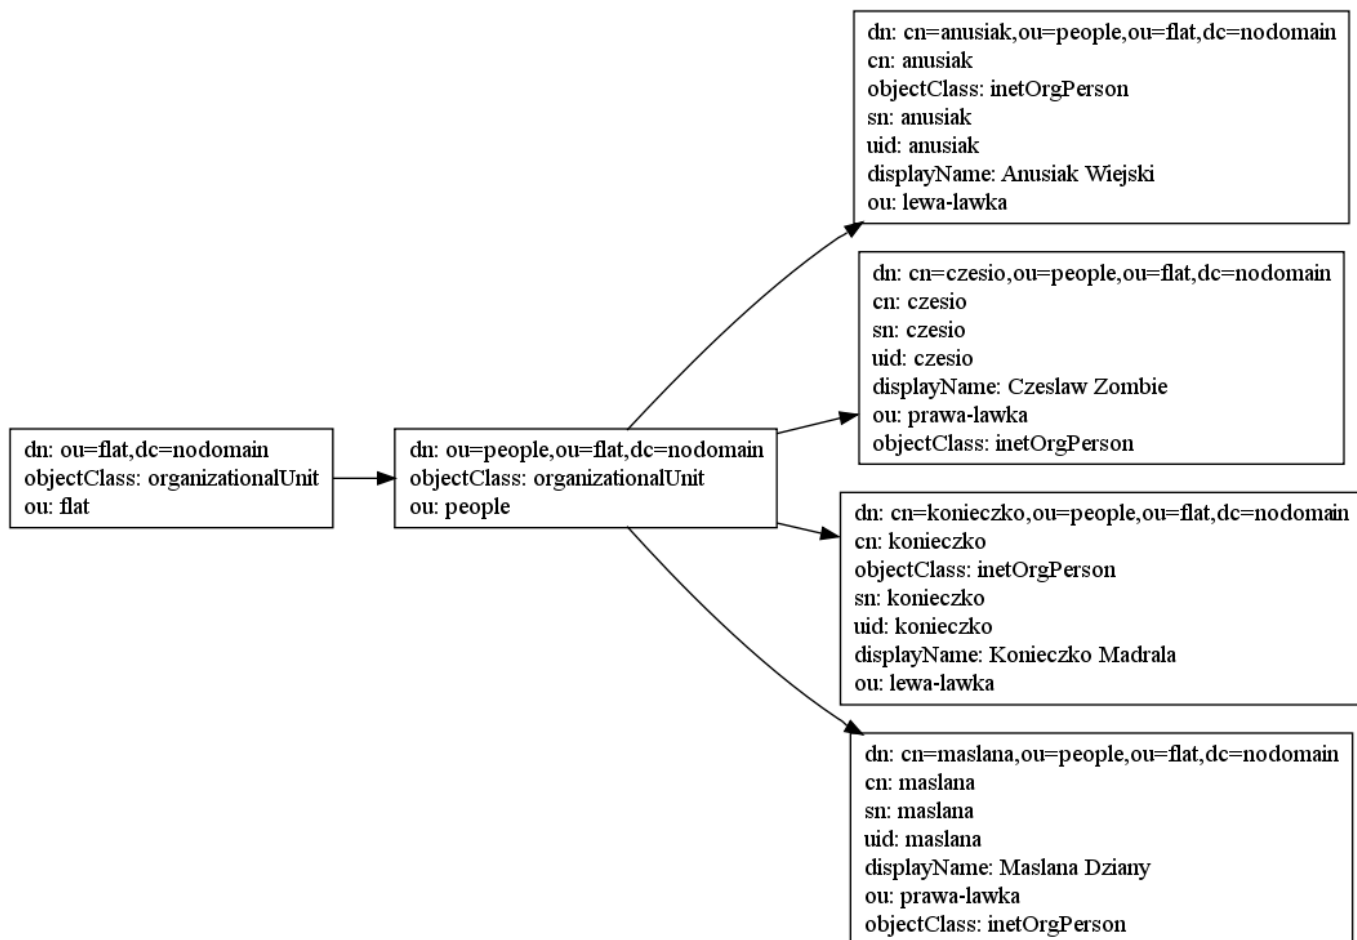 dn: ou=flat,dc=nodomain
objectClass: organizationalUnit
ou: flat
dn: ou=people,ou=flat,dc=nodomain
objectClass: organizationalUnit
ou: people
dn: cn=anusiak,ou=people,ou=flat,dc=nodomain
cn: anusiak
objectClass: inetOrgPerson
sn: anusiak
uid: anusiak
displayName: Anusiak Wiejski
ou: lewa-lawka
dn: cn=czesio,ou=people,ou=flat,dc=nodomain
cn: czesio
sn: czesio
uid: czesio
displayName: Czeslaw Zombie
ou: prawa-lawka
objectClass: inetOrgPerson
dn: cn=konieczko,ou=people,ou=flat,dc=nodomain
cn: konieczko
objectClass: inetOrgPerson
sn: konieczko
uid: konieczko
displayName: Konieczko Madrala
ou: lewa-lawka
dn: cn=maslana,ou=people,ou=flat,dc=nodomain
cn: maslana
sn: maslana
uid: maslana
displayName: Maslana Dziany
ou: prawa-lawka
objectClass: inetOrgPerson